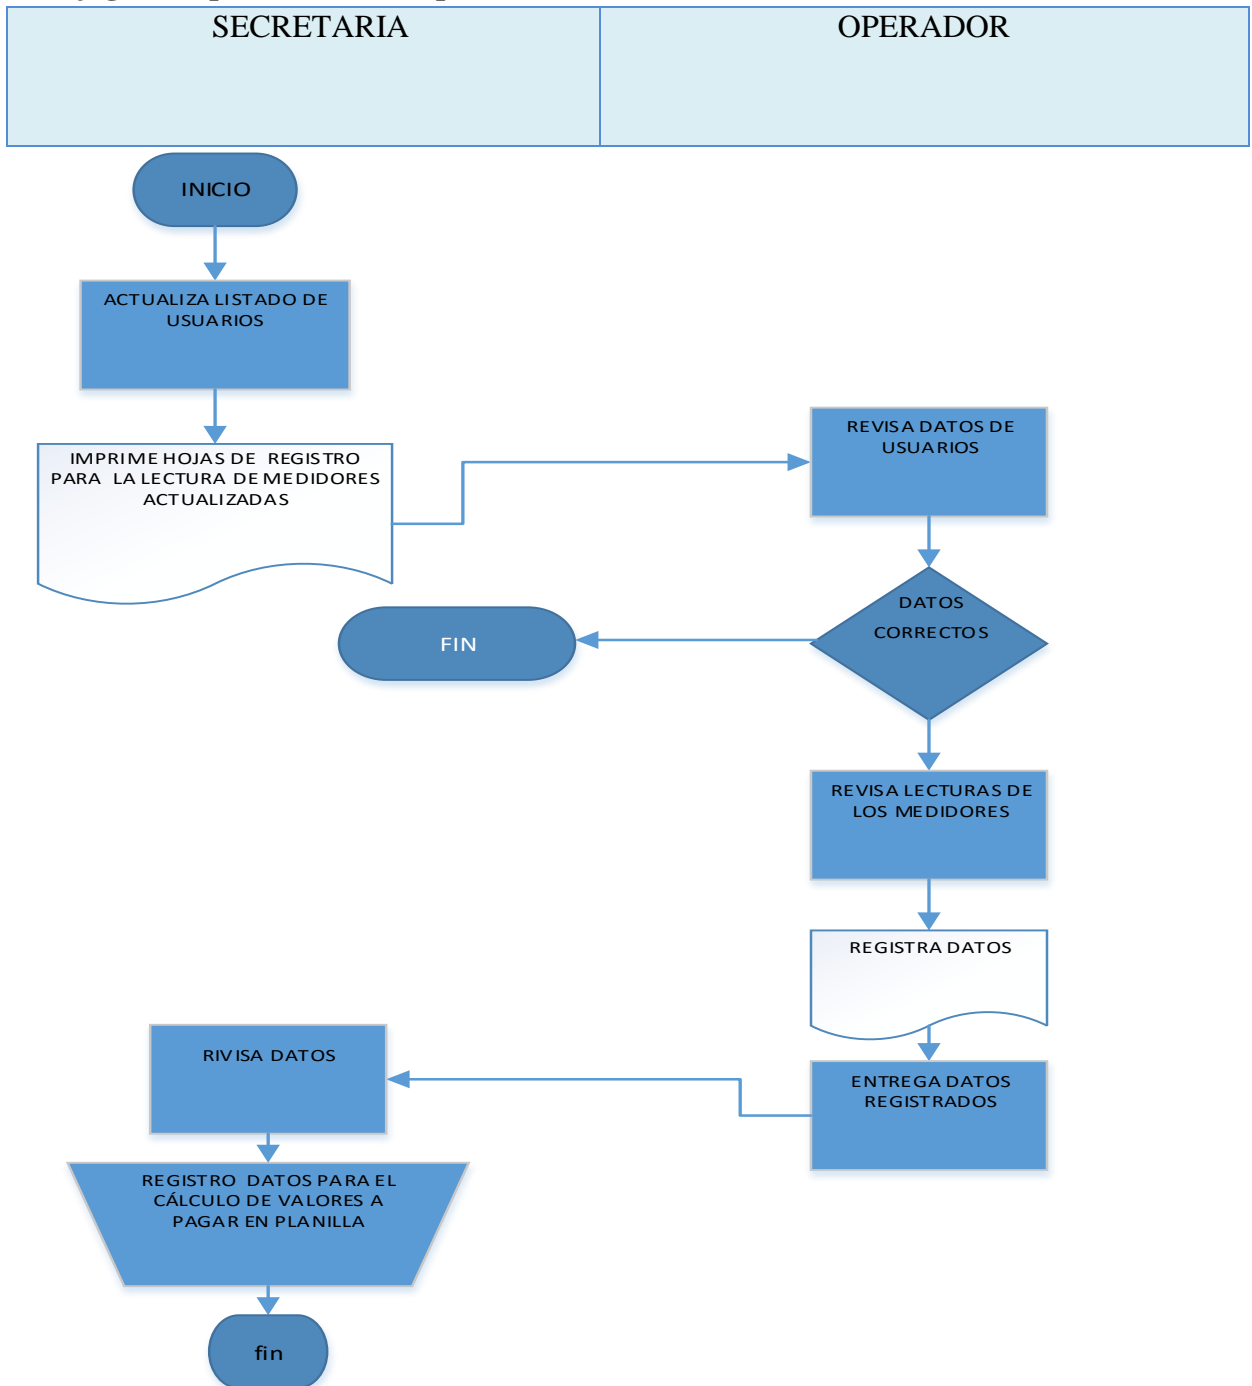 SECRETARIA
OPERADOR
INICIO
ACTUALIZA LISTADO DE
USUARIOS
IMPRIME HOJAS DE REGISTRO
PARA LA LECTURA DE MEDIDORES
ACTUALIZADAS
REVISA DATOS DE
USUARIOS
DATOS
CORRECTOS
FIN
REVISA LECTURAS DE
LOS MEDIDORES
REGISTRA DATOS
ENTREGA DATOS
REGISTRADOS
RIVISA DATOS
REGISTRO DATOS PARA EL
CÁLCULO DE VALORES A
PAGAR EN PLANILLA
fin